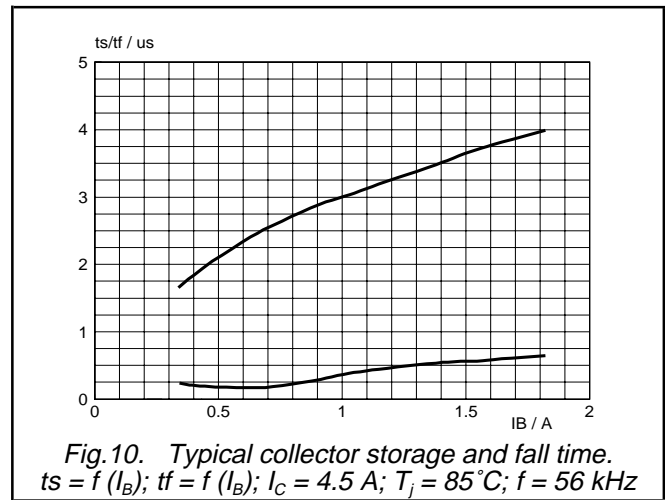 ts/tf / us
5
4
3
2
1
0
0 0.5 1 1.5 2
IB / A
Fig.10. Typical collector storage and fall time.
ts = f (IB); tf = f (IB); IC = 4.5 A; Tj = 85˚C; f = 56 kHz